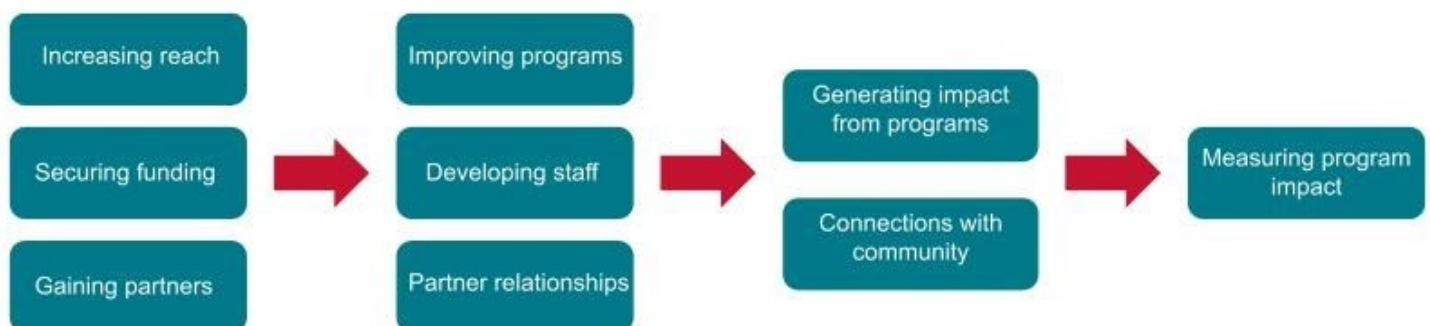 Increasing reach
Securing funding
Gaining partners
Improving programs
Developing staff
Partner relationships
Generating impact
from programs
Connections with
community
Measuring program
impact